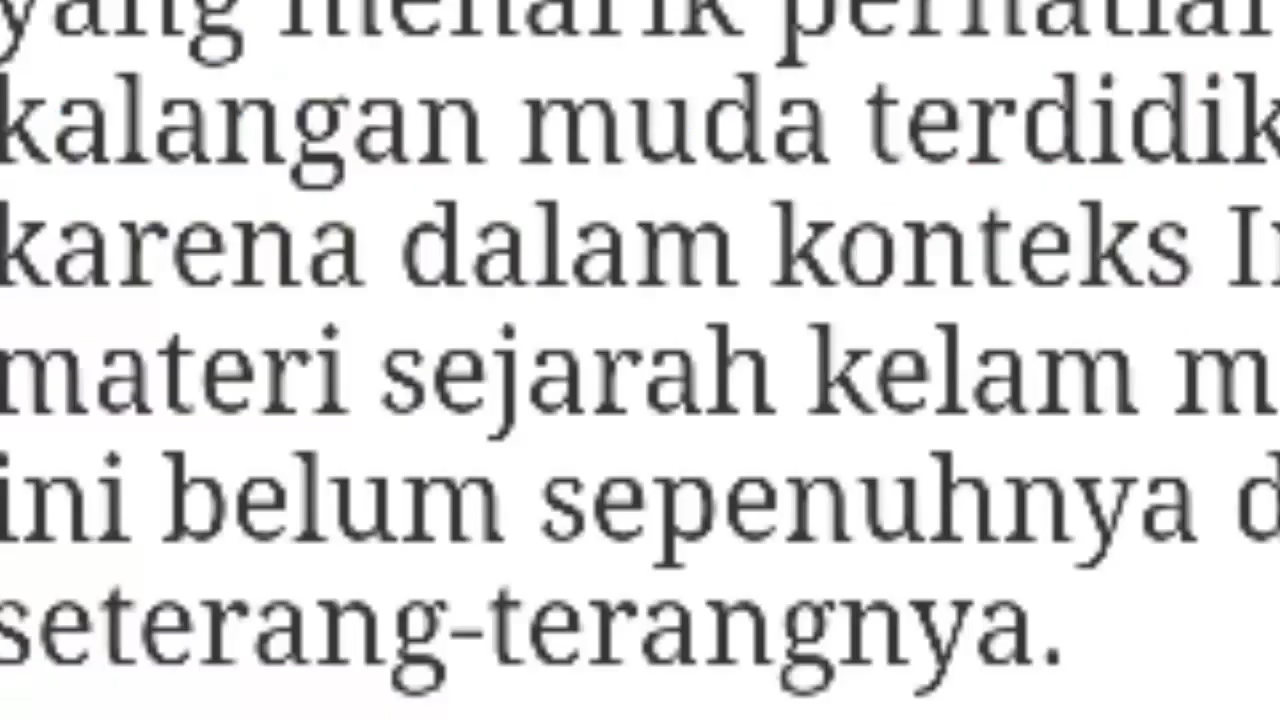 yang menarik
kalangan muda terdidik
karena dalam konteks
materi sejarah kelam
ini belum sepenuhnya
seterang-terangnya.